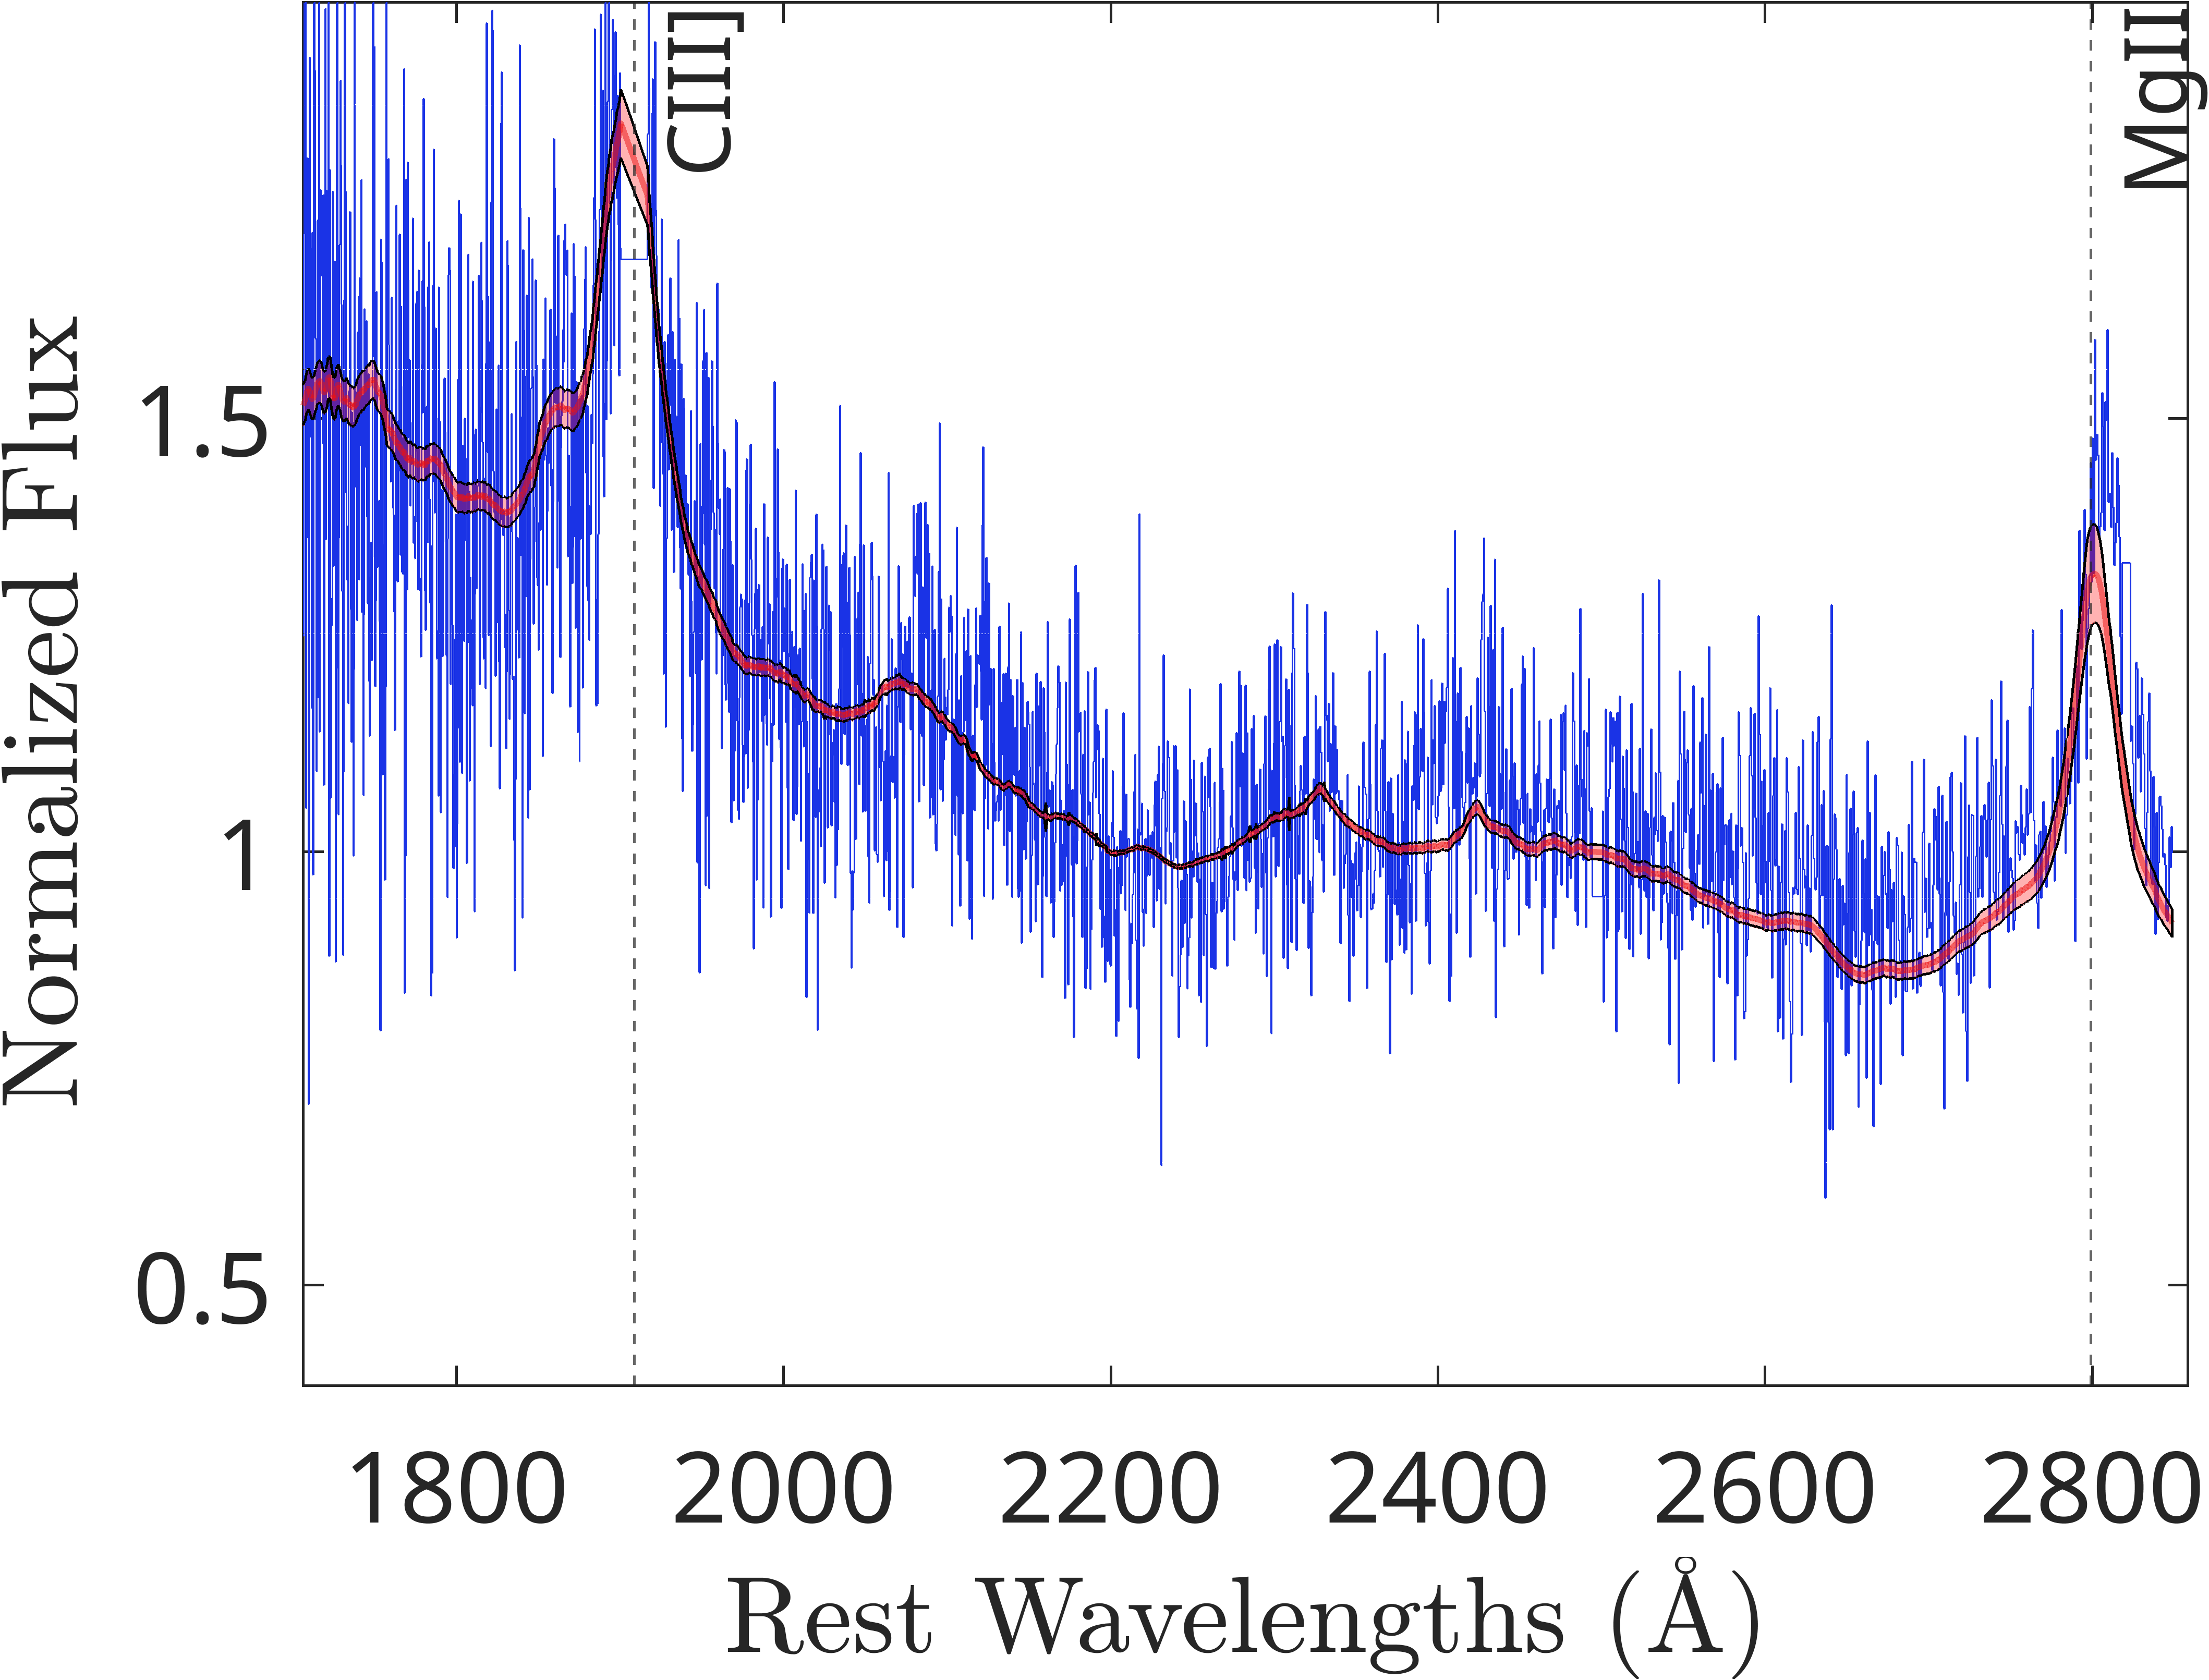 CIII]
MgII
Normalized Flux
1.5
1
0.5
1800 2000 2200 2400 2600 2800
Rest Wavelengths (Å)